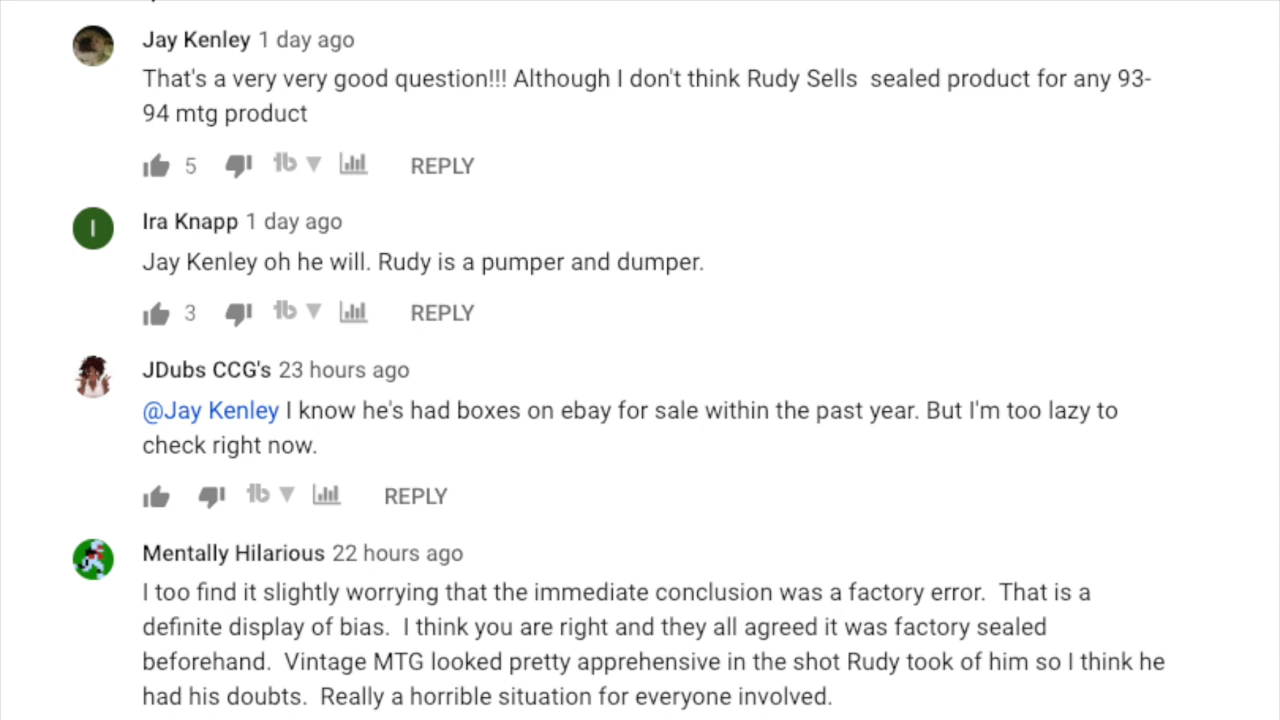 Jay Kenley 1 day ago
That's a very very good question!!! Although I don't think Rudy Sells  sealed product for any 93-
94 mtg product
5 REPLY
I
Ira Knapp 1 day ago
Jay Kenley oh he will. Rudy is a pumper and dumper.
3 REPLY
JDubs CCG's 23 hours ago
@Jay Kenley I know he's had boxes on ebay for sale within the past year. But I'm too lazy to
check right now.
REPLY
Mentally Hilarious 22 hours ago
I too find it slightly worrying that the immediate conclusion was a factory error.  That is a
definite display of bias.  I think you are right and they all agreed it was factory sealed
beforehand.  Vintage MTG looked pretty apprehensive in the shot Rudy took of him so I think he
had his doubts.  Really a horrible situation for everyone involved.